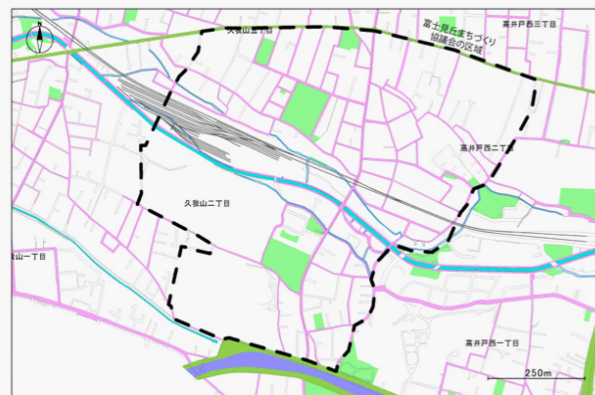 久我山五丁目
高井戸西三丁目
富士見丘まちづくり
協議会の区域
高井戸西二丁目
久我山二丁目
我山一丁目
高井戸西一丁目
250m